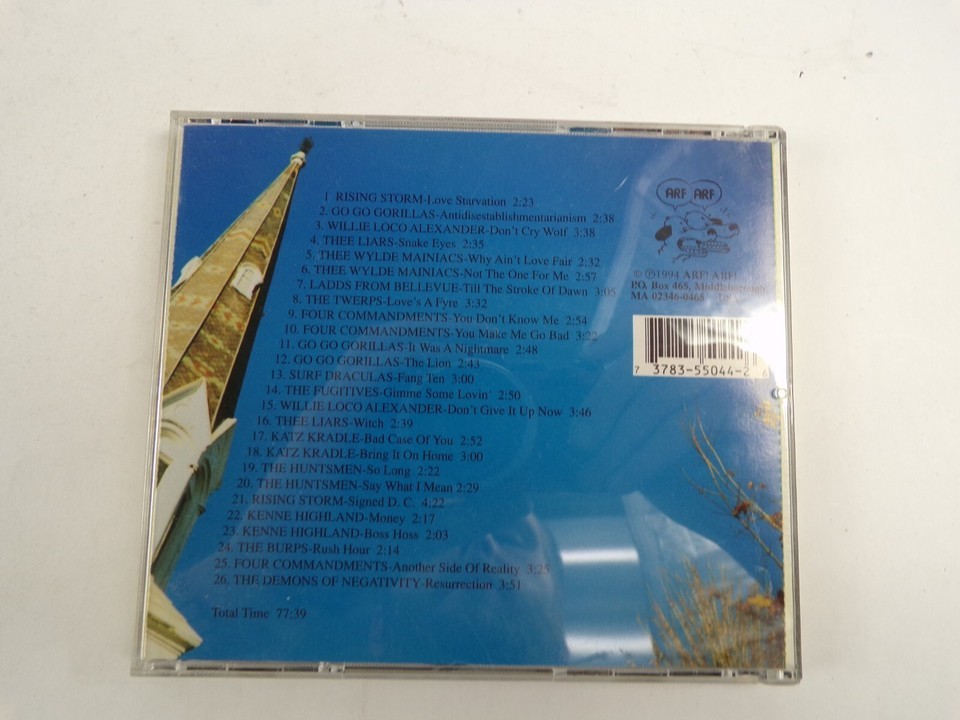 1 RISING STORM-Love Starvation 2:23
2. GO GO GORILLAS-Antidisestablishmentarianism 2:38
3. WILLIE LOCO ALEXANDER-Don't Cry Wolf 3:38
4. THEE LIARS-Snake Eyes 2:35
5. THEE WYLDE MAINIACS-Why Ain't Love Fair 2:32
6. THEE WYLDE MAINIACS-Not The One For Me 2:57
7. LADDS FROM BELLEVUE-Till The Stroke Of Dawn 3:05
8. THE TWERPS-Love's A Fyre 3:32
9. FOUR COMMANDMENTS-You Don't Know Me 2:54
10. FOUR COMMANDMENTS-You Make Me Go Bad 3:22
11. GO GO GORILLAS-It Was A Nightmare 2:48
12. GO GO GORILLAS-The Lion 2:43
13. SURF DRACULAS-Fang Ten 3:00
14. THE FUGITIVES-Gimme Some Lovin' 2:50
15. WILLIE LOCO ALEXANDER-Don't Give It Up Now 3:46
16. THEE LIARS-Witch 2:39
17. KATZ KRADLE-Bad Case Of You 2:52
18. KATZ KRADLE-Bring It On Home 3:00
19. THE HUNTSMEN-So Long 2:22
20. THE HUNTSMEN-Say What I Mean 2:29
21. RISING STORM-Signed D. C. 4:22
22. KENNE HIGHLAND-Money 2:17
23. KENNE HIGHLAND-Boss Hoss 2:03
24. THE BURPS-Rush Hour 2:14
25. FOUR COMMANDMENTS-Another Side Of Reality 3:25
26. THE DEMONS OF NEGATIVITY-Resurrection 3:51
Total Time 77:39
ARF ARF
© ℗1994 ARF! ARF!
P.O. Box 465, Middleborough,
MA 02346-0465
7 3783-55044-2 6